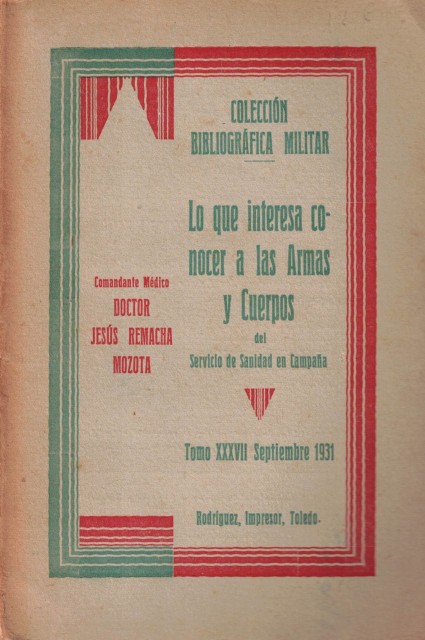 COLECCIÓN
BIBLIOGRÁFICA MILITAR
Lo que interesa co-
nocer a las Armas
y Cuerpos
del
Servicio de Sanidad en Campaña
Comandante Médico
DOCTOR
JESÚS REMACHA
MOZOTA
Tomo XXXVII Septiembre 1931
Rodríguez, Impresor, Toledo-